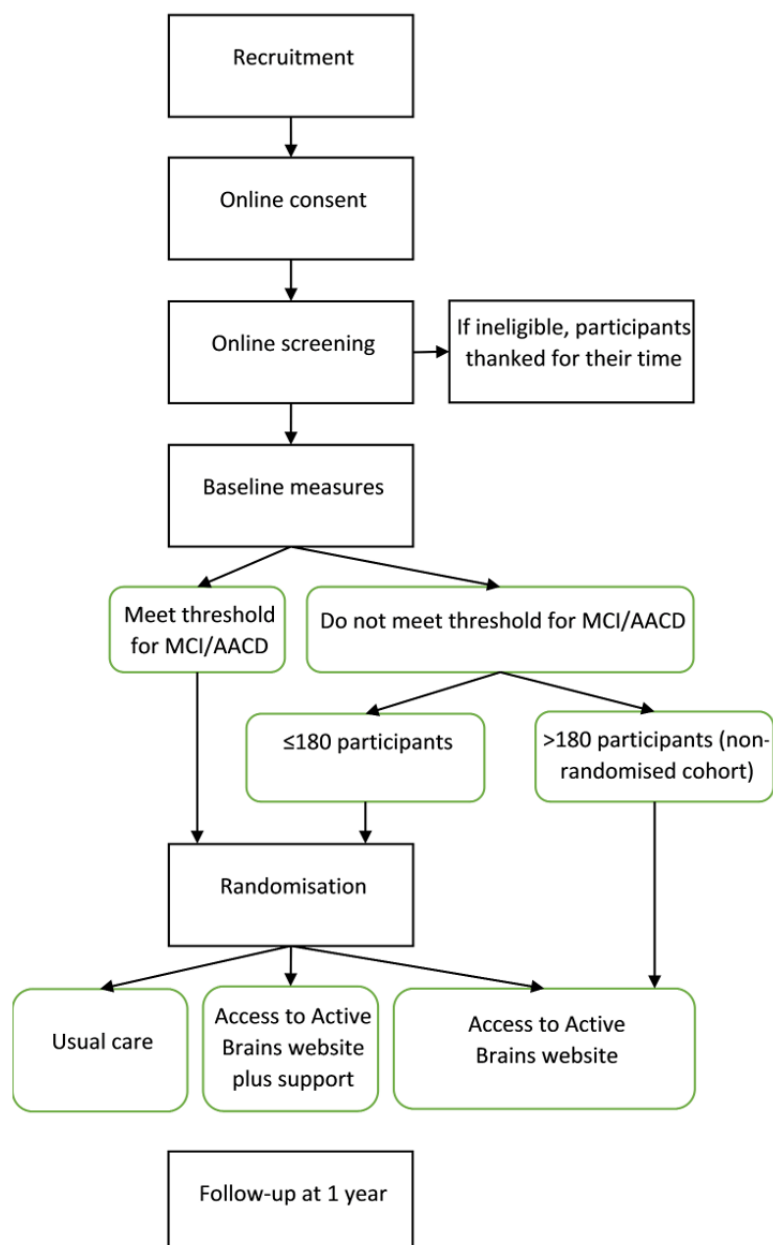 Recruitment
Online consent
Online screening
If ineligible, participants
thanked for their time
Baseline measures
Meet threshold
for MCI/AACD
Do not meet threshold for MCI/AACD
≤180 participants
>180 participants (non-
randomised cohort)
Randomisation
Usual care
Access to Active
Brains website
plus support
Access to Active
Brains website
Follow-up at 1 year